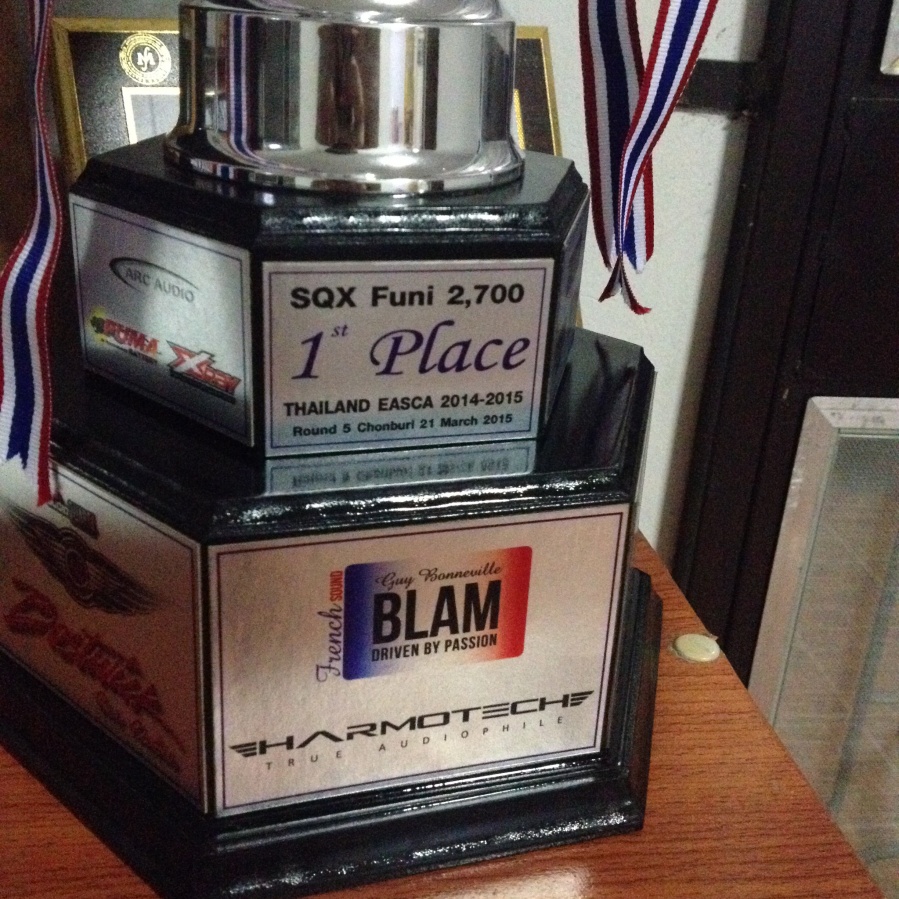 ARC AUDIO
SQX Funi 2,700
1st Place
THAILAND EASCA 2014-2015
Round 5 Chonburi 21 March 2015
Guy Bonneville
French SOUND
BLAM
DRIVEN BY PASSION
HARMOTECH
TRUE AUDIOPHILE